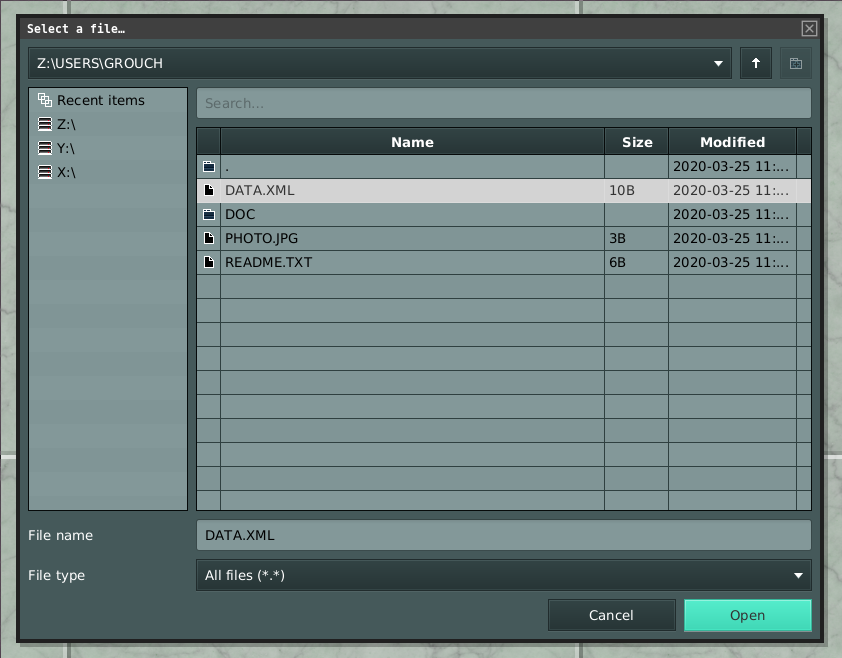 Select a file…
Z:\USERS\GROUCH
Recent items
Z:\
Y:\
X:\
Search...
Name Size Modified
. 2020-03-25 11:...
DATA.XML 10B 2020-03-25 11:...
DOC 2020-03-25 11:...
PHOTO.JPG 3B 2020-03-25 11:...
README.TXT 6B 2020-03-25 11:...
File name DATA.XML
File type All files (*.*)
Cancel Open